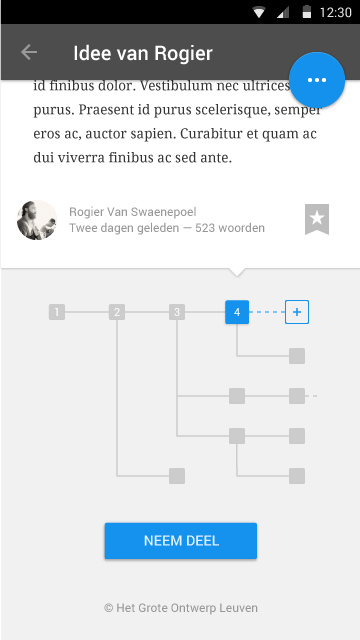 12:30
Idee van Rogier
id finibus dolor. Vestibulum nec ultrices
purus. Praesent id purus scelerisque, semper
eros ac, auctor sapien. Curabitur et quam ac
dui viverra finibus ac sed ante.
Rogier Van Swaenepoel
Twee dagen geleden — 523 woorden
1 2 3 4 +
NEEM DEEL
© Het Grote Ontwerp Leuven